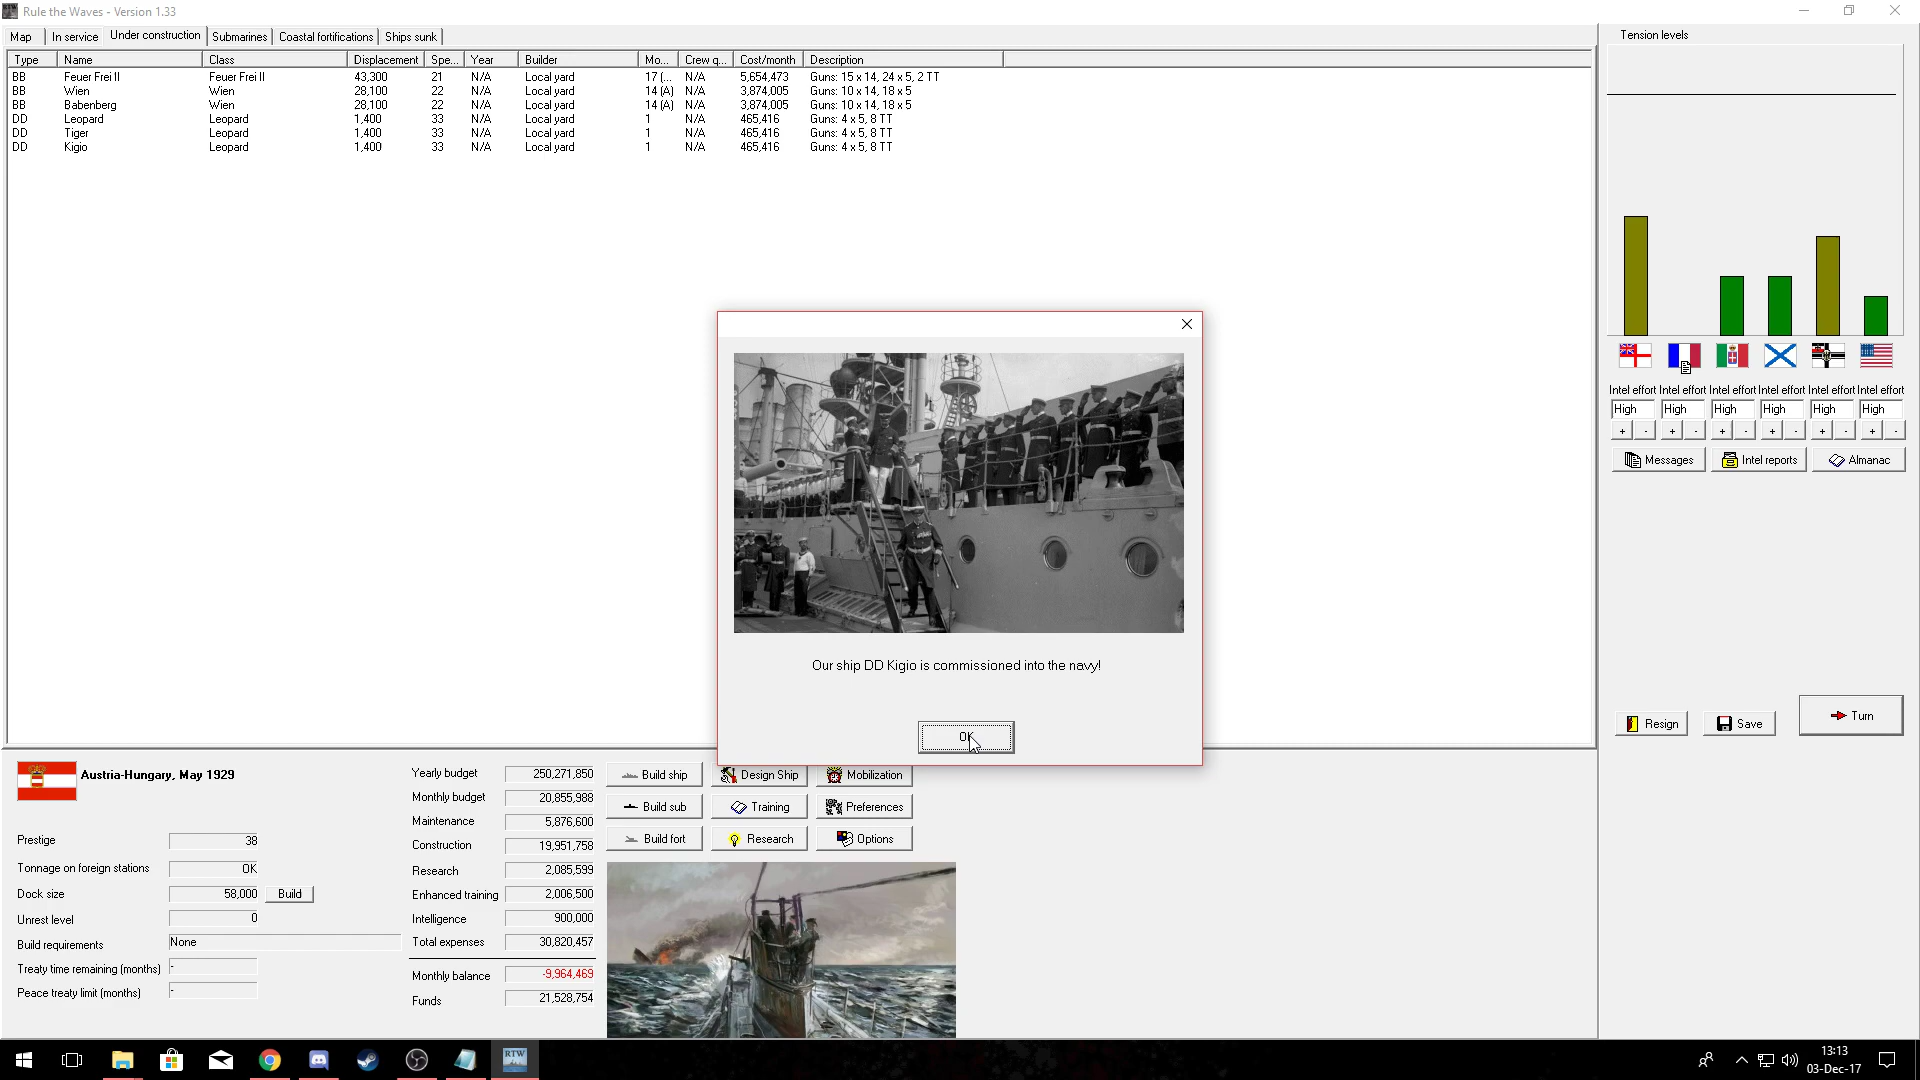 Rule the Waves - Version 1.33
Map In service Under construction Submarines Coastal fortifications Ships sunk
Type Name Class Displacement Spe... Year Builder Mo... Crew q... Cost/month Description
BB Feuer Frei II Feuer Frei II 43,300 21 N/A Local yard 17 (... N/A 5,654,473 Guns: 15 x 14, 24 x 5, 2 TT
BB Wien Wien 28,100 22 N/A Local yard 14 (A) N/A 3,874,005 Guns: 10 x 14, 18 x 5
BB Babenberg Wien 28,100 22 N/A Local yard 14 (A) N/A 3,874,005 Guns: 10 x 14, 18 x 5
DD Leopard Leopard 1,400 33 N/A Local yard 1 N/A 465,416 Guns: 4 x 5, 8 TT
DD Tiger Leopard 1,400 33 N/A Local yard 1 N/A 465,416 Guns: 4 x 5, 8 TT
DD Kigio Leopard 1,400 33 N/A Local yard 1 N/A 465,416 Guns: 4 x 5, 8 TT
Our ship DD Kigio is commissioned into the navy!
OK
Tension levels
Intel effort Intel effort Intel effort Intel effort Intel effort Intel effort
High High High High High High
+ - + - + - + - + - + -
Messages Intel reports Almanac
Resign Save Turn
Austria-Hungary, May 1929
Prestige 38
Tonnage on foreign stations OK
Dock size 58,000 Build
Unrest level 0
Build requirements None
Treaty time remaining (months) -
Peace treaty limit (months) -
Yearly budget 250,271,850
Monthly budget 20,855,988
Maintenance 5,876,600
Construction 19,951,758
Research 2,085,599
Enhanced training 2,006,500
Intelligence 900,000
Total expenses 30,820,457
Monthly balance -9,964,469
Funds 21,528,754
Build ship Design Ship Mobilization
Build sub Training Preferences
Build fort Research Options
RTW
13:13
03-Dec-17